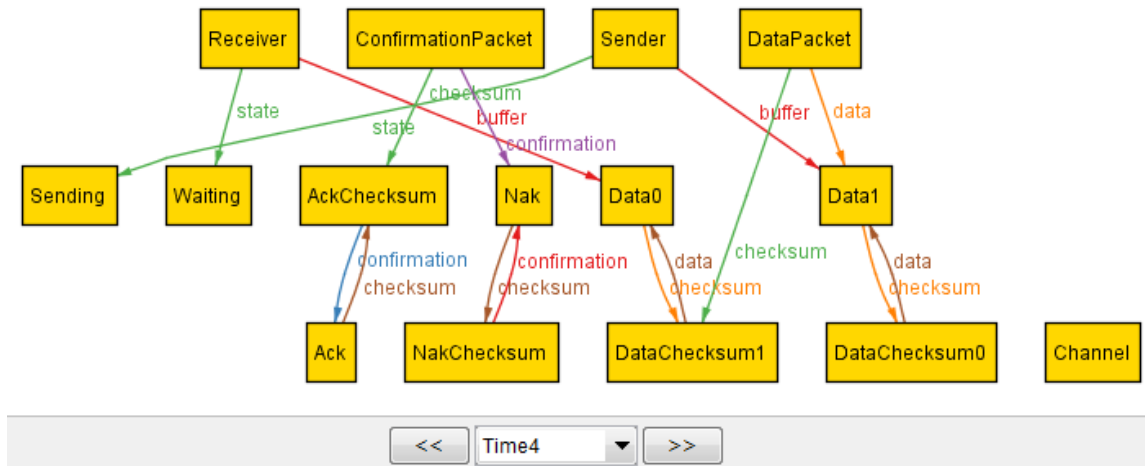 Receiver ConfirmationPacket Sender DataPacket
state checksum buffer data
state buffer
confirmation
Sending Waiting AckChecksum Nak Data0 Data1
confirmation confirmation data checksum data
checksum checksum checksum checksum
Ack NakChecksum DataChecksum1 DataChecksum0 Channel
<< Time4 >>